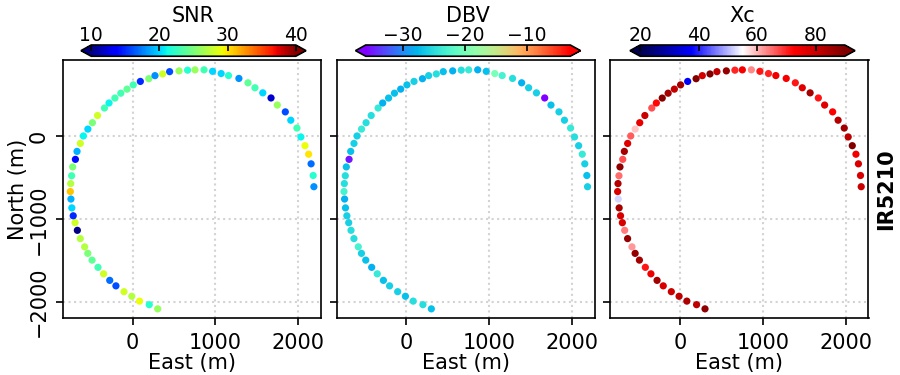 SNR DBV Xc
10 20 30 40 −30 −20 −10 20 40 60 80
North (m)
0
−1000
−2000
IR5210
0 1000 2000 0 1000 2000 0 1000 2000
East (m) East (m) East (m)